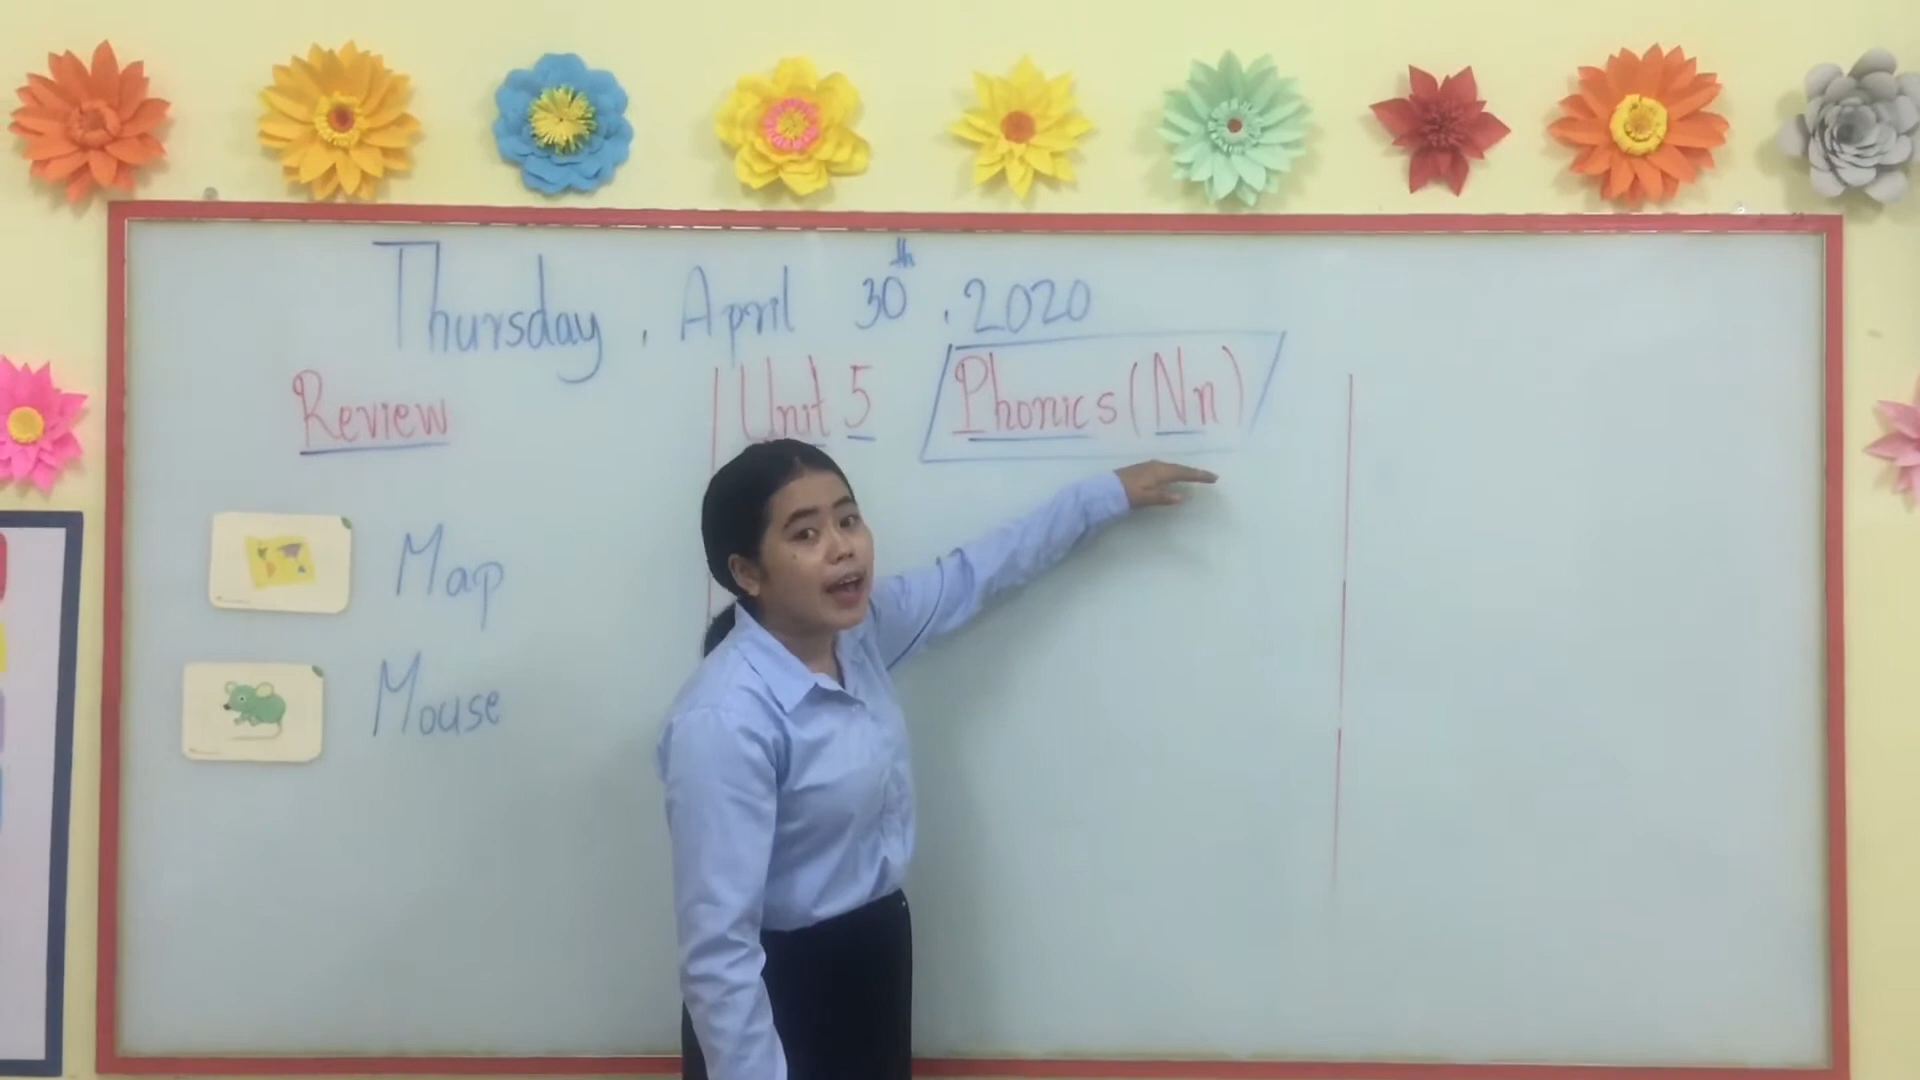 Thursday, April 30th, 2020
Review
Unit 5 Phonics (Nn)
Map
Mouse